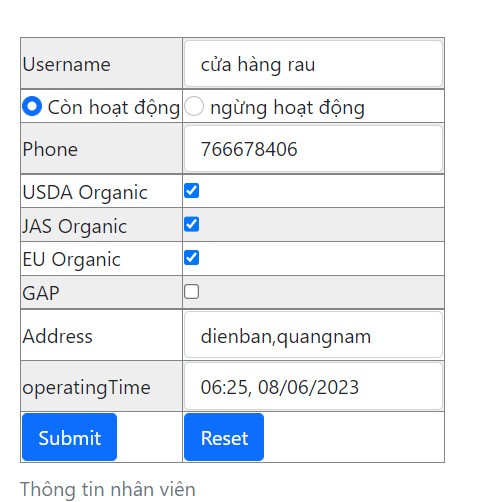 Username cửa hàng rau
Còn hoạt động ngừng hoạt động
Phone 766678406
USDA Organic
JAS Organic
EU Organic
GAP
Address dienban,quangnam
operatingTime 06:25, 08/06/2023
Submit Reset
Thông tin nhân viên